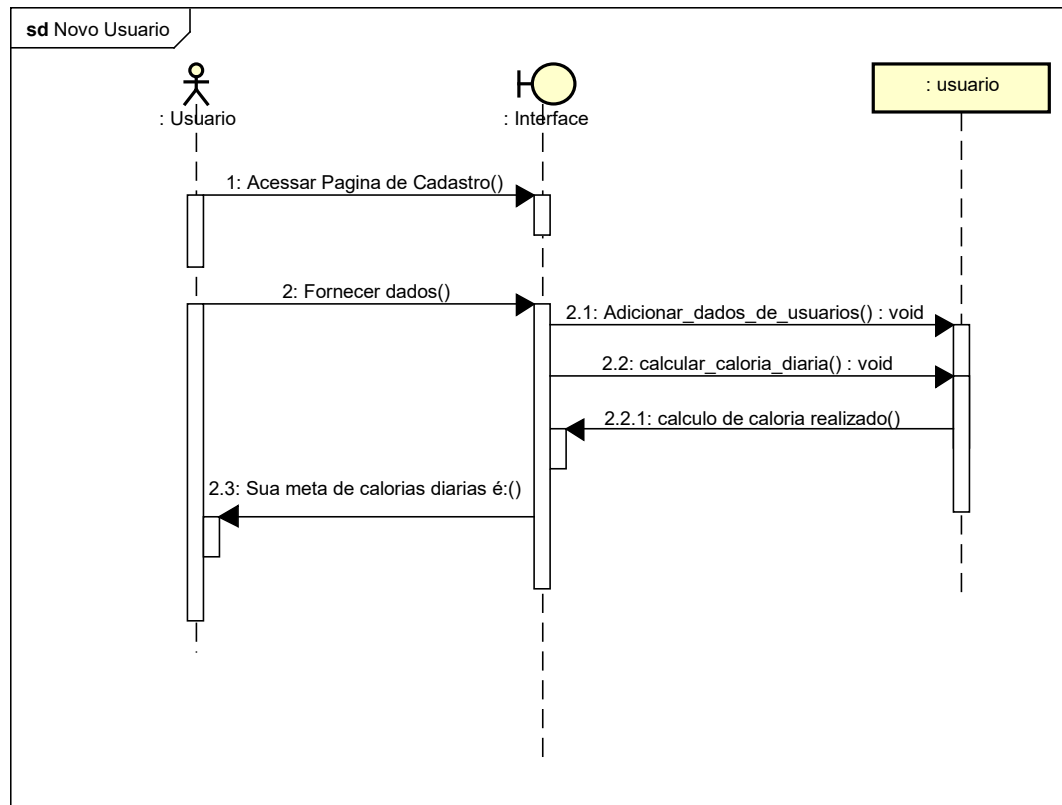 sd Novo Usuario
: Usuario
: Interface
: usuario
1: Acessar Pagina de Cadastro()
2: Fornecer dados()
2.1: Adicionar_dados_de_usuarios() : void
2.2: calcular_caloria_diaria() : void
2.2.1: calculo de caloria realizado()
2.3: Sua meta de calorias diarias é:()